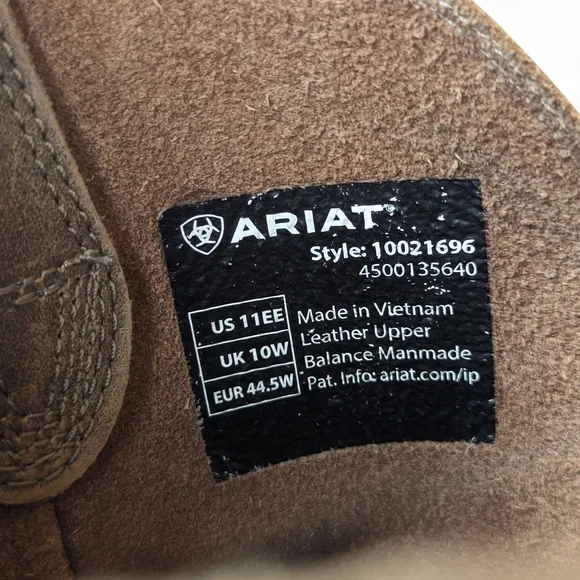 ARIAT
Style: 10021696
4500135640
US 11EE
UK 10W
EUR 44.5W
Made in Vietnam
Leather Upper
Balance Manmade
Pat. Info: ariat.com/ip